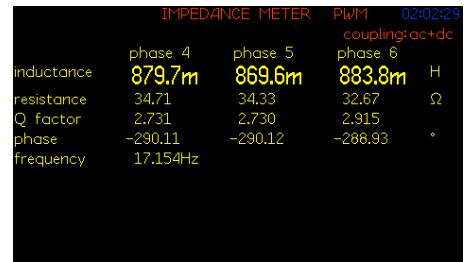 IMPEDANCE METER PWM 02:02:29
coupling:ac+dc
phase 4 phase 5 phase 6
inductance 879.7m 869.6m 883.8m H
resistance 34.71 34.33 32.67 Ω
Q factor 2.731 2.730 2.915
phase -290.11 -290.12 -288.93 °
frequency 17.154Hz